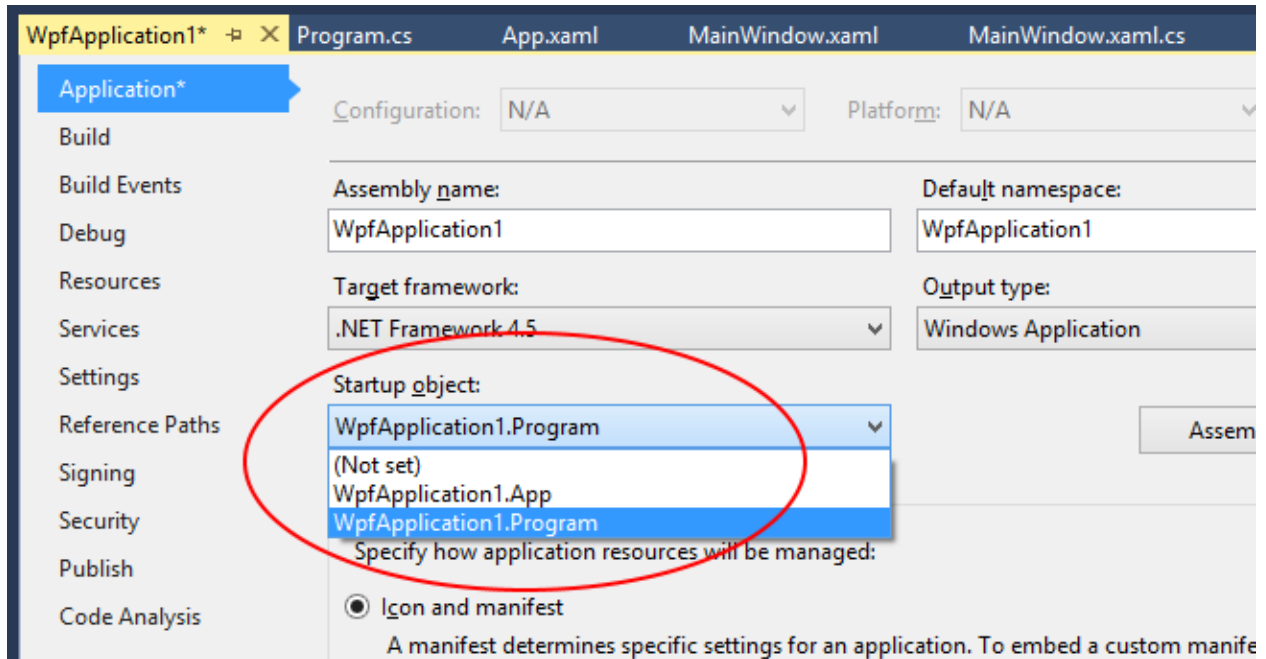 WpfApplication1* Program.cs App.xaml MainWindow.xaml MainWindow.xaml.cs
Application*
Build
Build Events
Debug
Resources
Services
Settings
Reference Paths
Signing
Security
Publish
Code Analysis
Configuration: N/A Platform: N/A
Assembly name: Default namespace:
WpfApplication1 WpfApplication1
Target framework: Output type:
.NET Framework 4.5 Windows Application
Startup object:
WpfApplication1.Program Assem
(Not set)
WpfApplication1.App
WpfApplication1.Program
Specify how application resources will be managed:
Icon and manifest
A manifest determines specific settings for an application. To embed a custom manife